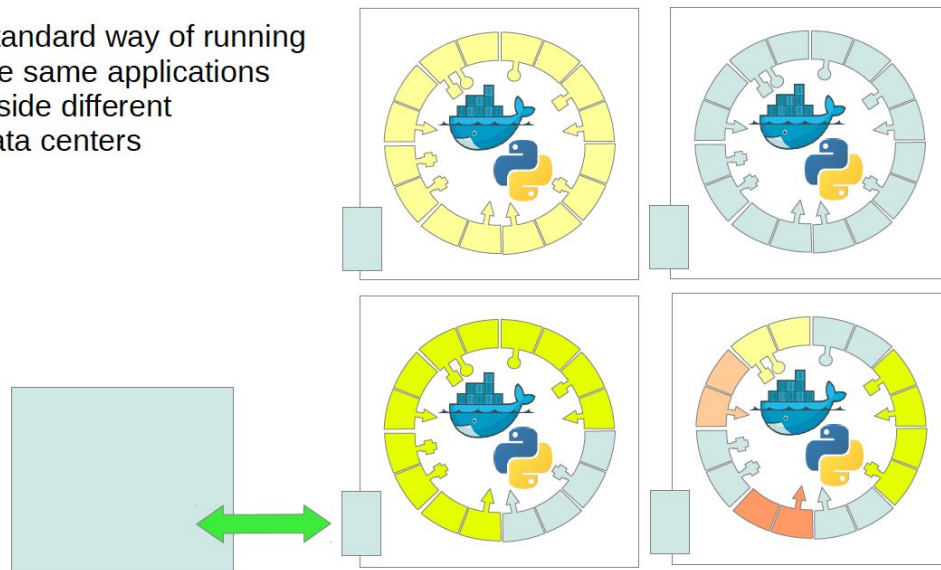 tandard way of running
e same applications
side different
ata centers